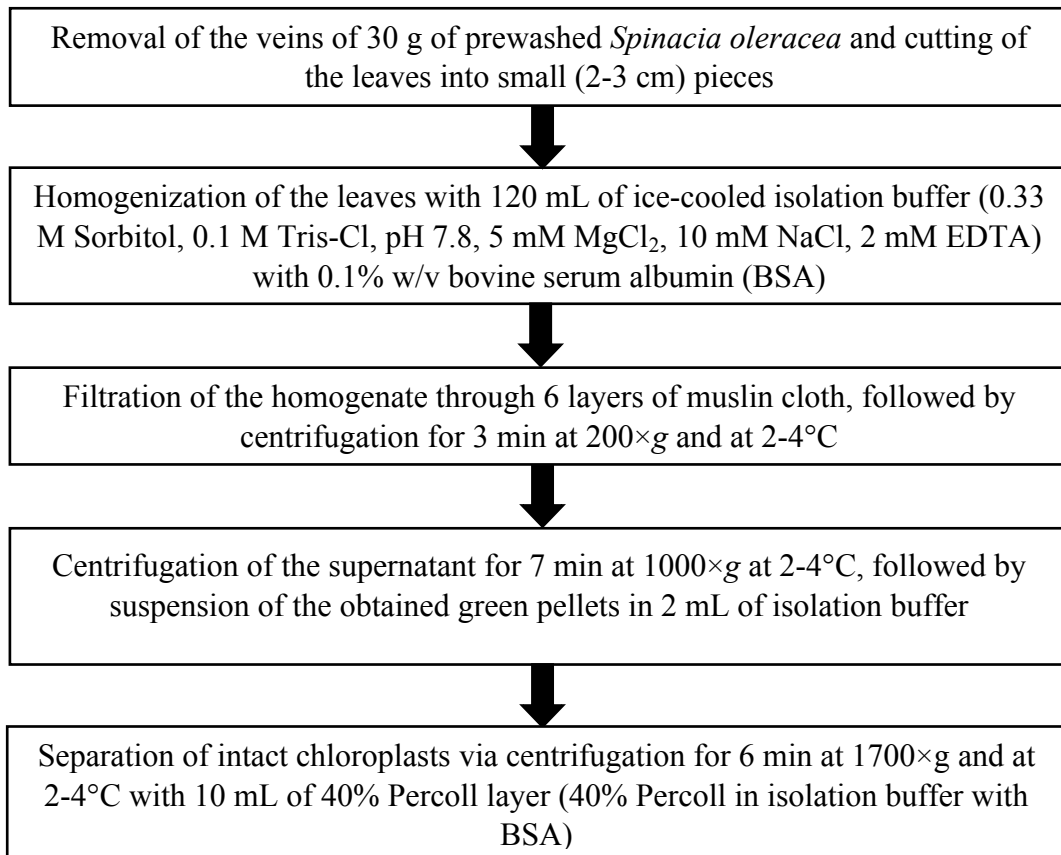 Removal of the veins of 30 g of prewashed Spinacia oleracea and cutting of
the leaves into small (2-3 cm) pieces
Homogenization of the leaves with 120 mL of ice-cooled isolation buffer (0.33
M Sorbitol, 0.1 M Tris-Cl, pH 7.8, 5 mM MgCl₂, 10 mM NaCl, 2 mM EDTA)
with 0.1% w/v bovine serum albumin (BSA)
Filtration of the homogenate through 6 layers of muslin cloth, followed by
centrifugation for 3 min at 200×g and at 2-4°C
Centrifugation of the supernatant for 7 min at 1000×g at 2-4°C, followed by
suspension of the obtained green pellets in 2 mL of isolation buffer
Separation of intact chloroplasts via centrifugation for 6 min at 1700×g and at
2-4°C with 10 mL of 40% Percoll layer (40% Percoll in isolation buffer with
BSA)